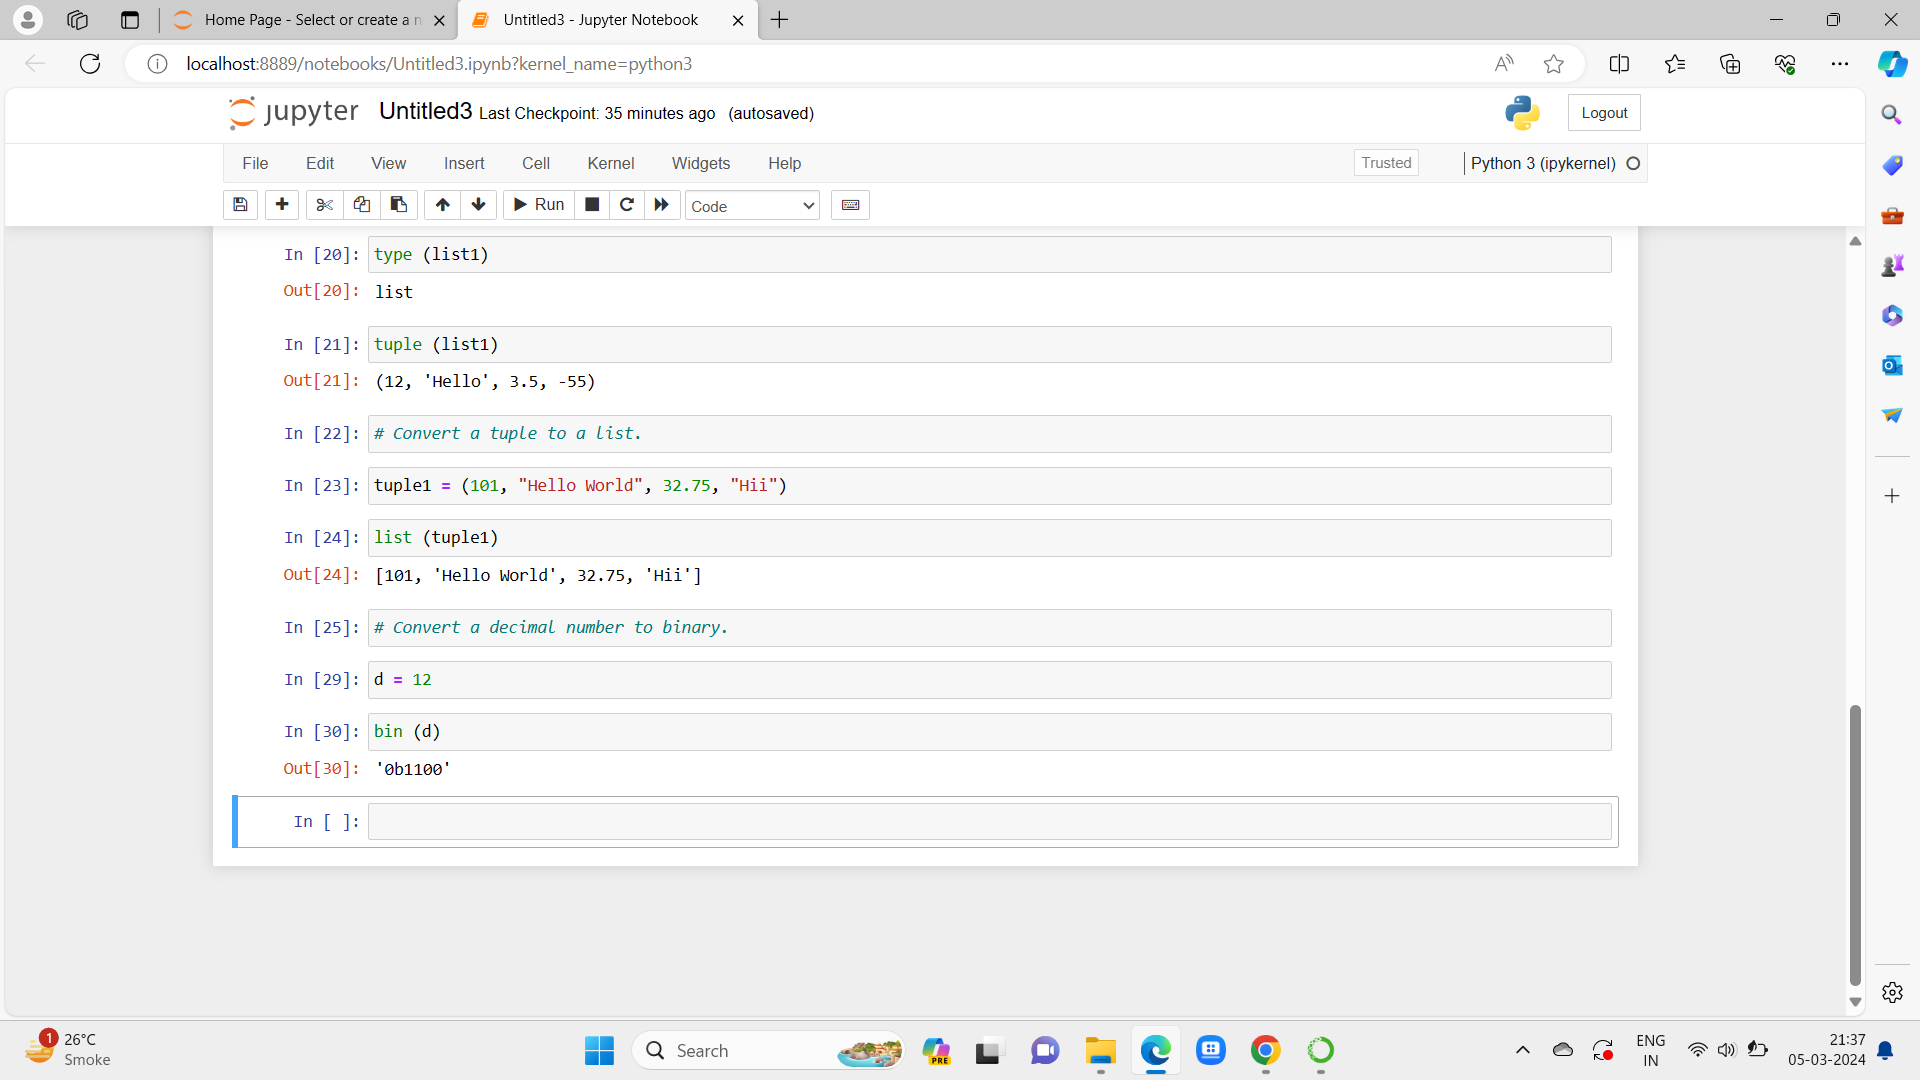 Home Page - Select or create a n
Untitled3 - Jupyter Notebook
localhost:8889/notebooks/Untitled3.ipynb?kernel_name=python3
jupyter Untitled3 Last Checkpoint: 35 minutes ago (autosaved)
Logout
File Edit View Insert Cell Kernel Widgets Help
Trusted
Python 3 (ipykernel)
Run
Code
In [20]: type (list1)
Out[20]: list
In [21]: tuple (list1)
Out[21]: (12, 'Hello', 3.5, -55)
In [22]: # Convert a tuple to a list.
In [23]: tuple1 = (101, "Hello World", 32.75, "Hii")
In [24]: list (tuple1)
Out[24]: [101, 'Hello World', 32.75, 'Hii']
In [25]: # Convert a decimal number to binary.
In [29]: d = 12
In [30]: bin (d)
Out[30]: '0b1100'
In [ ]:
1
26°C
Smoke
Search
PRE
ENG
IN
21:37
05-03-2024